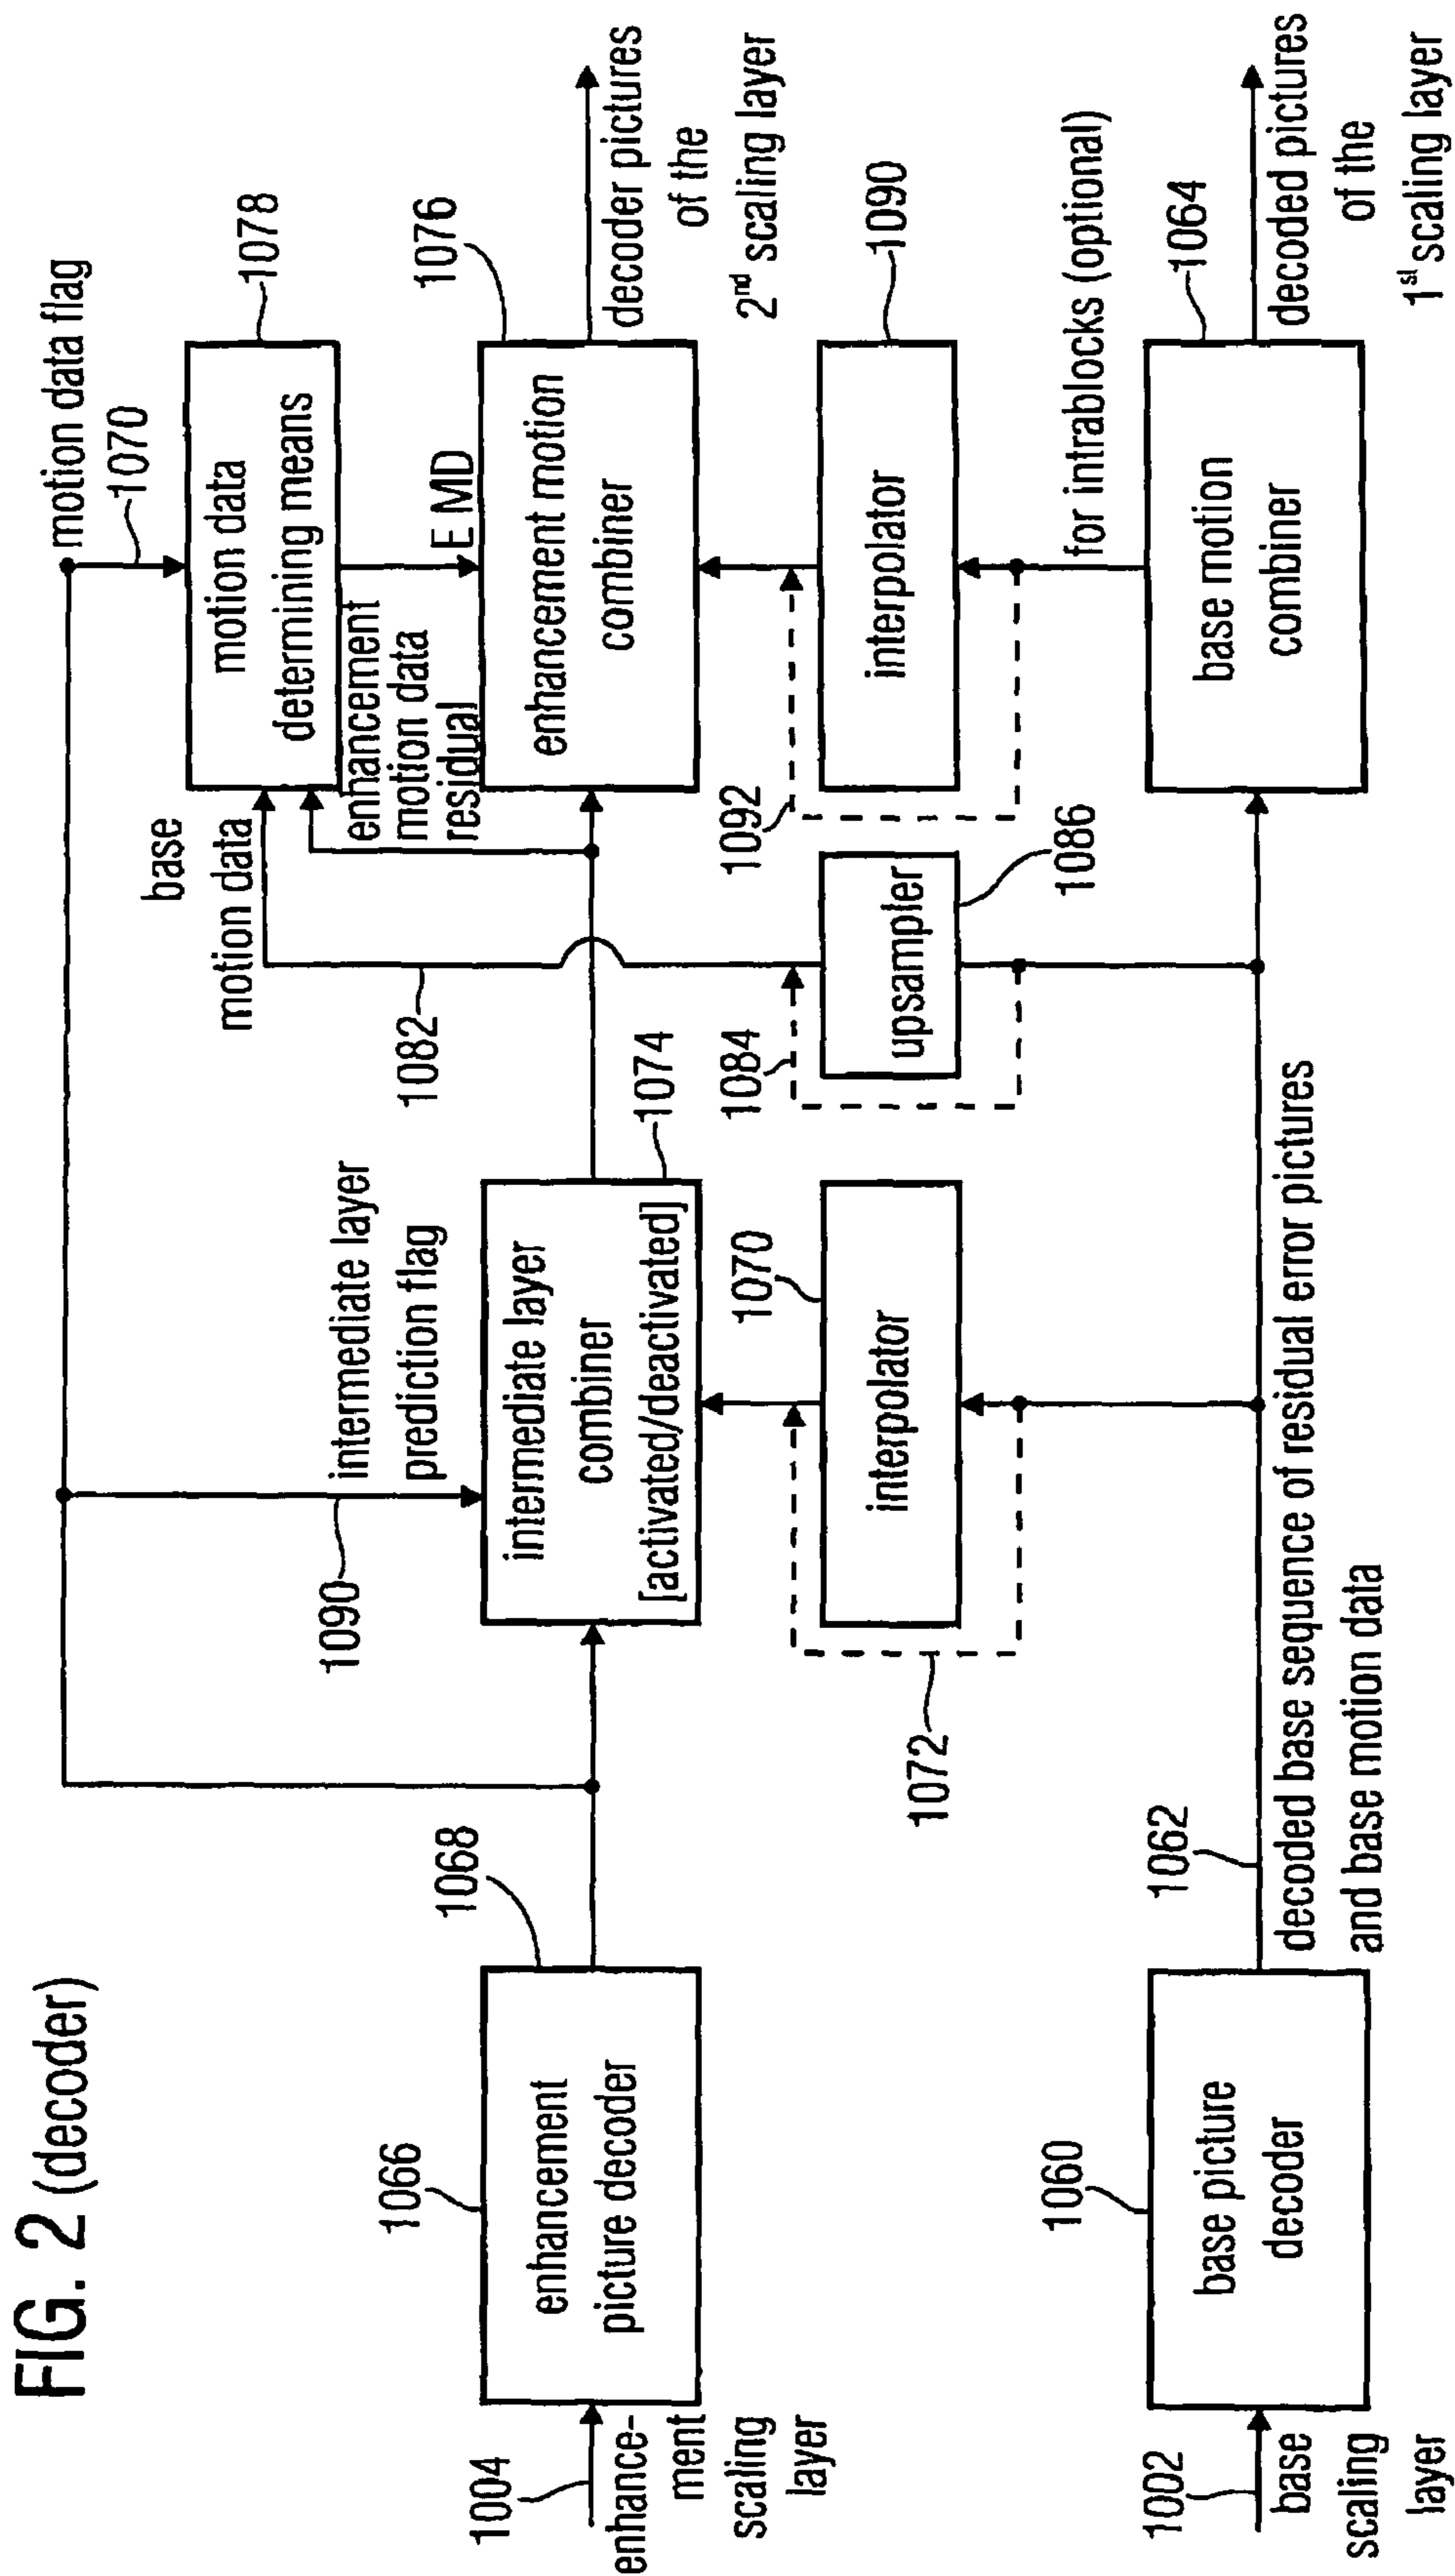 FIG. 2 (decoder)
motion data flag
1070
1078
motion data
determining means
base
motion data
enhancement
motion data
residual
E MD
1082
intermediate layer
prediction flag
1090
1004
enhance-
ment
scaling
layer
1066
enhancement
picture decoder
1068
intermediate layer
combiner
[activated/deactivated]
1074
enhancement motion
combiner
1076
decoder pictures
of the
2nd scaling layer
1072
interpolator
1070
1084
upsampler
1086
1092
interpolator
1090
for intrablocks (optional)
1002
base
scaling
layer
1060
base picture
decoder
1062
decoded base sequence of residual error pictures
and base motion data
base motion
combiner
1064
decoded pictures
of the
1st scaling layer